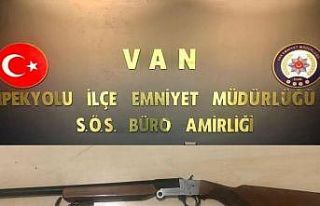 VAN
İPEKYOLU İLÇE EMNİYET MÜDÜRLÜĞÜ
S.O.S. BÜRO AMİRLİĞİ